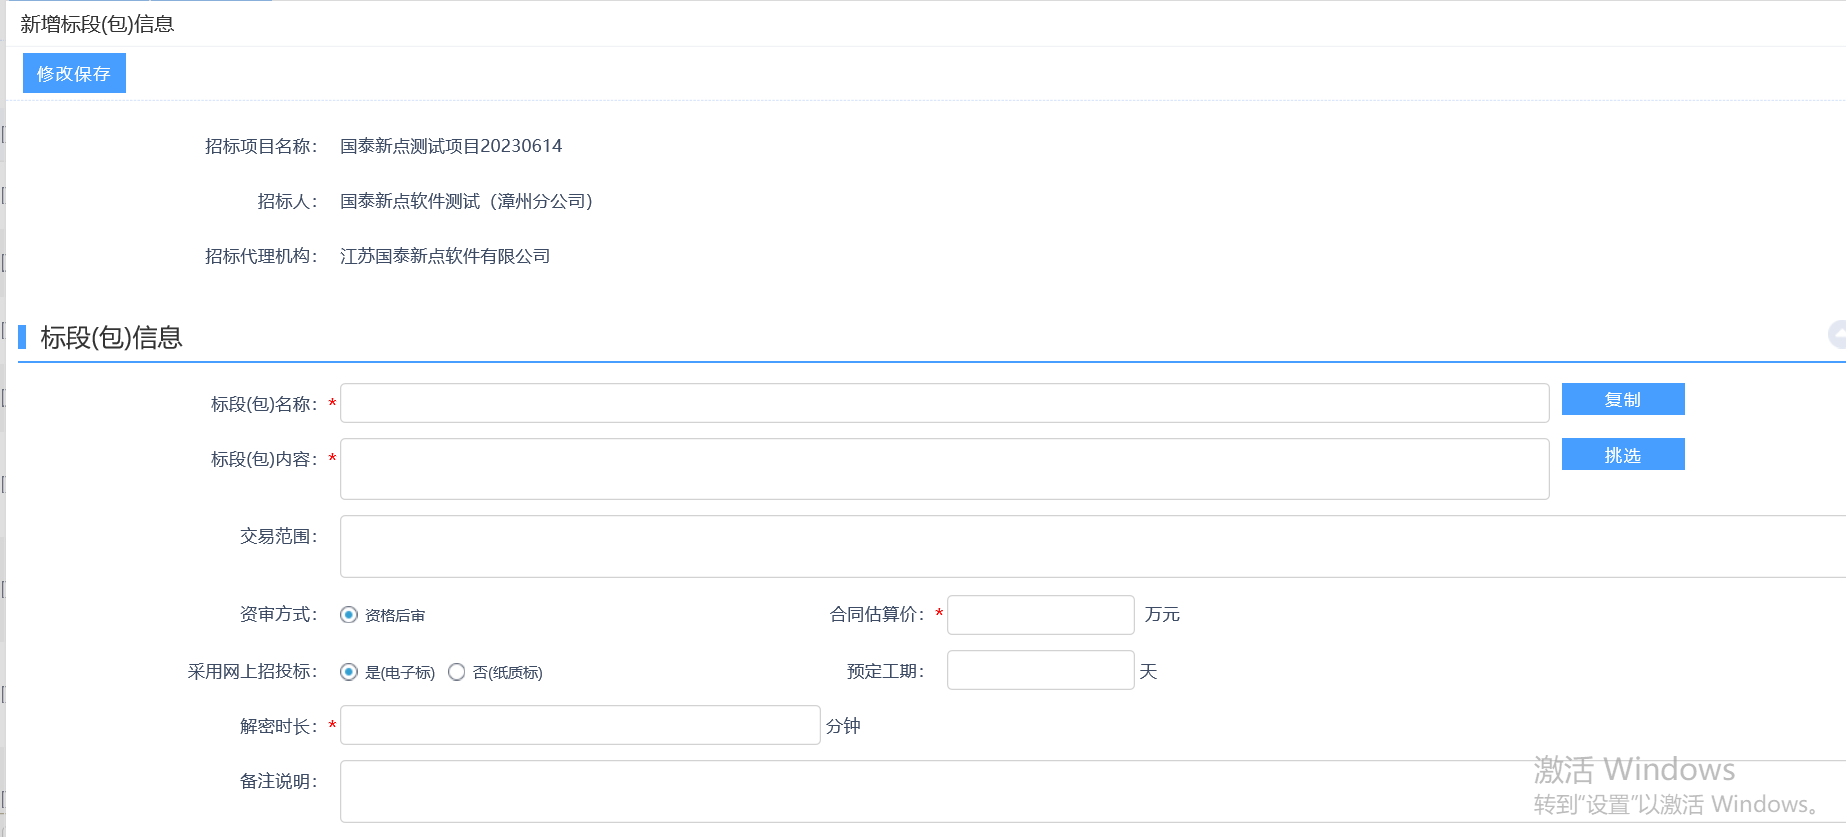 新增标段(包)信息
修改保存
招标项目名称： 国泰新点测试项目20230614
招标人： 国泰新点软件测试（漳州分公司）
招标代理机构： 江苏国泰新点软件有限公司
标段(包)信息
标段(包)名称：* 复制
标段(包)内容：* 挑选
交易范围：
资审方式： 资格后审 合同估算价：* 万元
采用网上招投标： 是(电子标) 否(纸质标) 预定工期： 天
解密时长：* 分钟
备注说明：
激活 Windows
转到“设置”以激活 Windows。